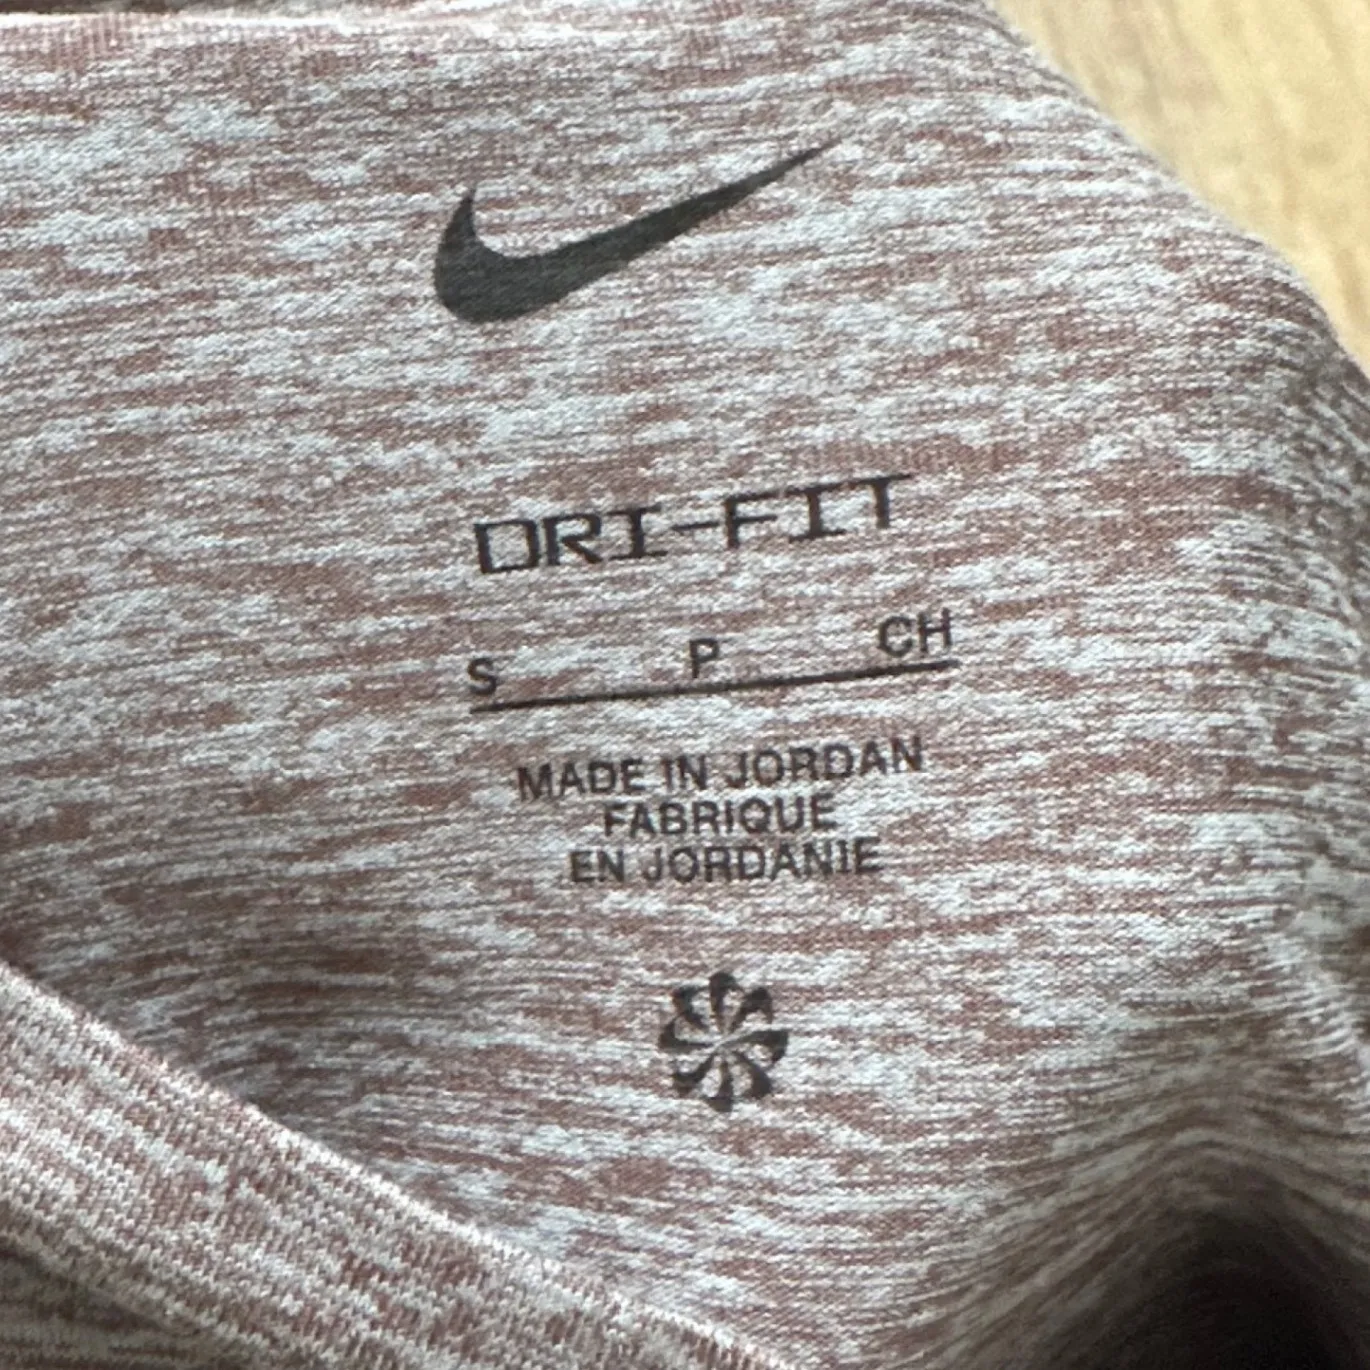 DRI-FIT
S P CH
MADE IN JORDAN
FABRIQUE
EN JORDANIE